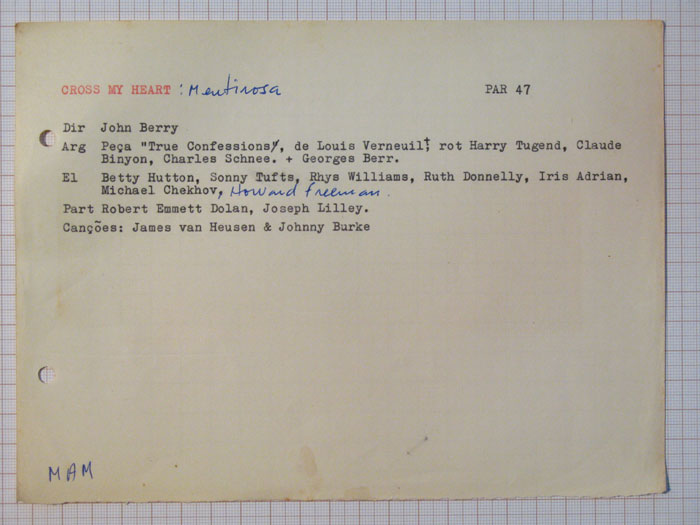 CROSS MY HEART : Mentirosa PAR 47
Dir John Berry
Arg Peça "True Confessions", de Louis Verneuil† rot Harry Tugend, Claude
Binyon, Charles Schnee. + Georges Berr.
El Betty Hutton, Sonny Tufts, Rhys Williams, Ruth Donnelly, Iris Adrian,
Michael Chekhov, Howard Freeman.
Part Robert Emmett Dolan, Joseph Lilley.
Canções: James van Heusen & Johnny Burke
MAM